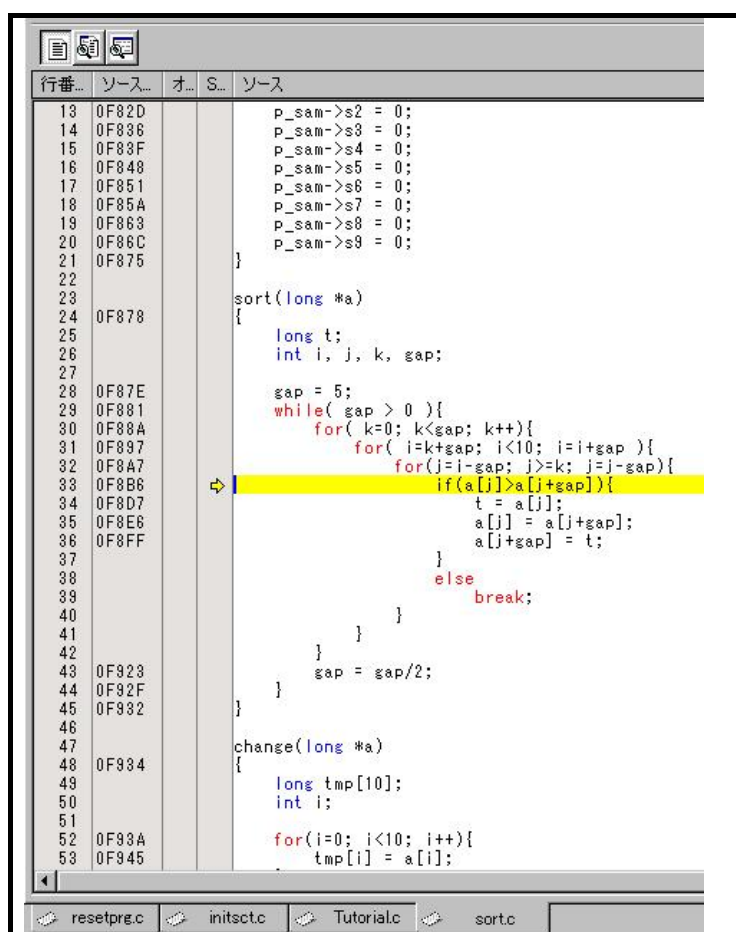 行番... ソース... オ... S... ソース
13 0F82D p_sam->s2 = 0;
14 0F836 p_sam->s3 = 0;
15 0F83F p_sam->s4 = 0;
16 0F848 p_sam->s5 = 0;
17 0F851 p_sam->s6 = 0;
18 0F85A p_sam->s7 = 0;
19 0F863 p_sam->s8 = 0;
20 0F86C p_sam->s9 = 0;
21 0F875 }
22
23 sort(long *a)
24 0F878 {
25 long t;
26 int i, j, k, gap;
27
28 0F87E gap = 5;
29 0F881 while( gap > 0 ){
30 0F88A for( k=0; k<gap; k++){
31 0F897 for( i=k+gap; i<10; i=i+gap ){
32 0F8A7 for(j=i-gap; j>=k; j=j-gap){
33 0F8B6 if(a[j]>a[j+gap]){
34 0F8D7 t = a[j];
35 0F8E6 a[j] = a[j+gap];
36 0F8FF a[j+gap] = t;
37 }
38 else
39 break;
40 }
41 }
42 }
43 0F923 gap = gap/2;
44 0F92F }
45 0F932 }
46
47 change(long *a)
48 0F934 {
49 long tmp[10];
50 int i;
51
52 0F93A for(i=0; i<10; i++){
53 0F945 tmp[i] = a[i];
resetprg.c initsct.c Tutorial.c sort.c